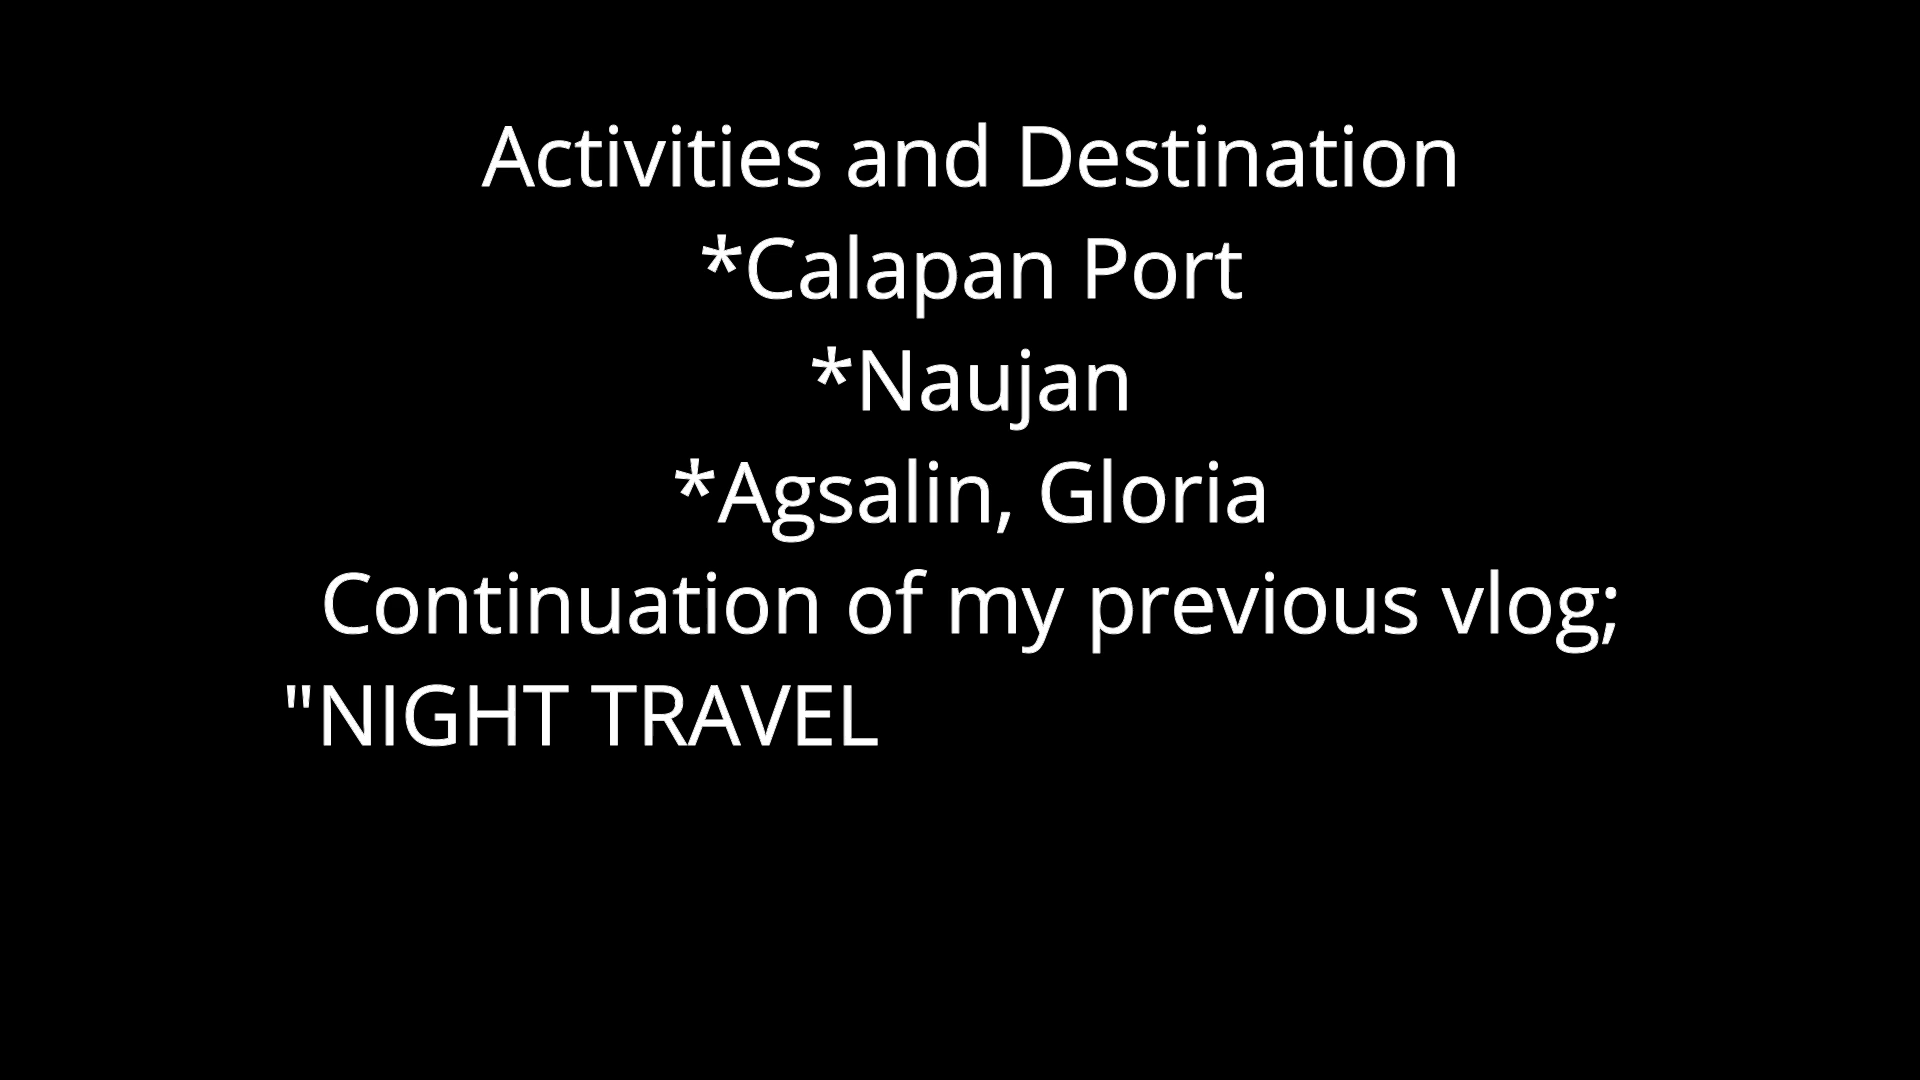 Activities and Destination
*Calapan Port
*Naujan
*Agsalin, Gloria
Continuation of my previous vlog;
"NIGHT TRAVEL